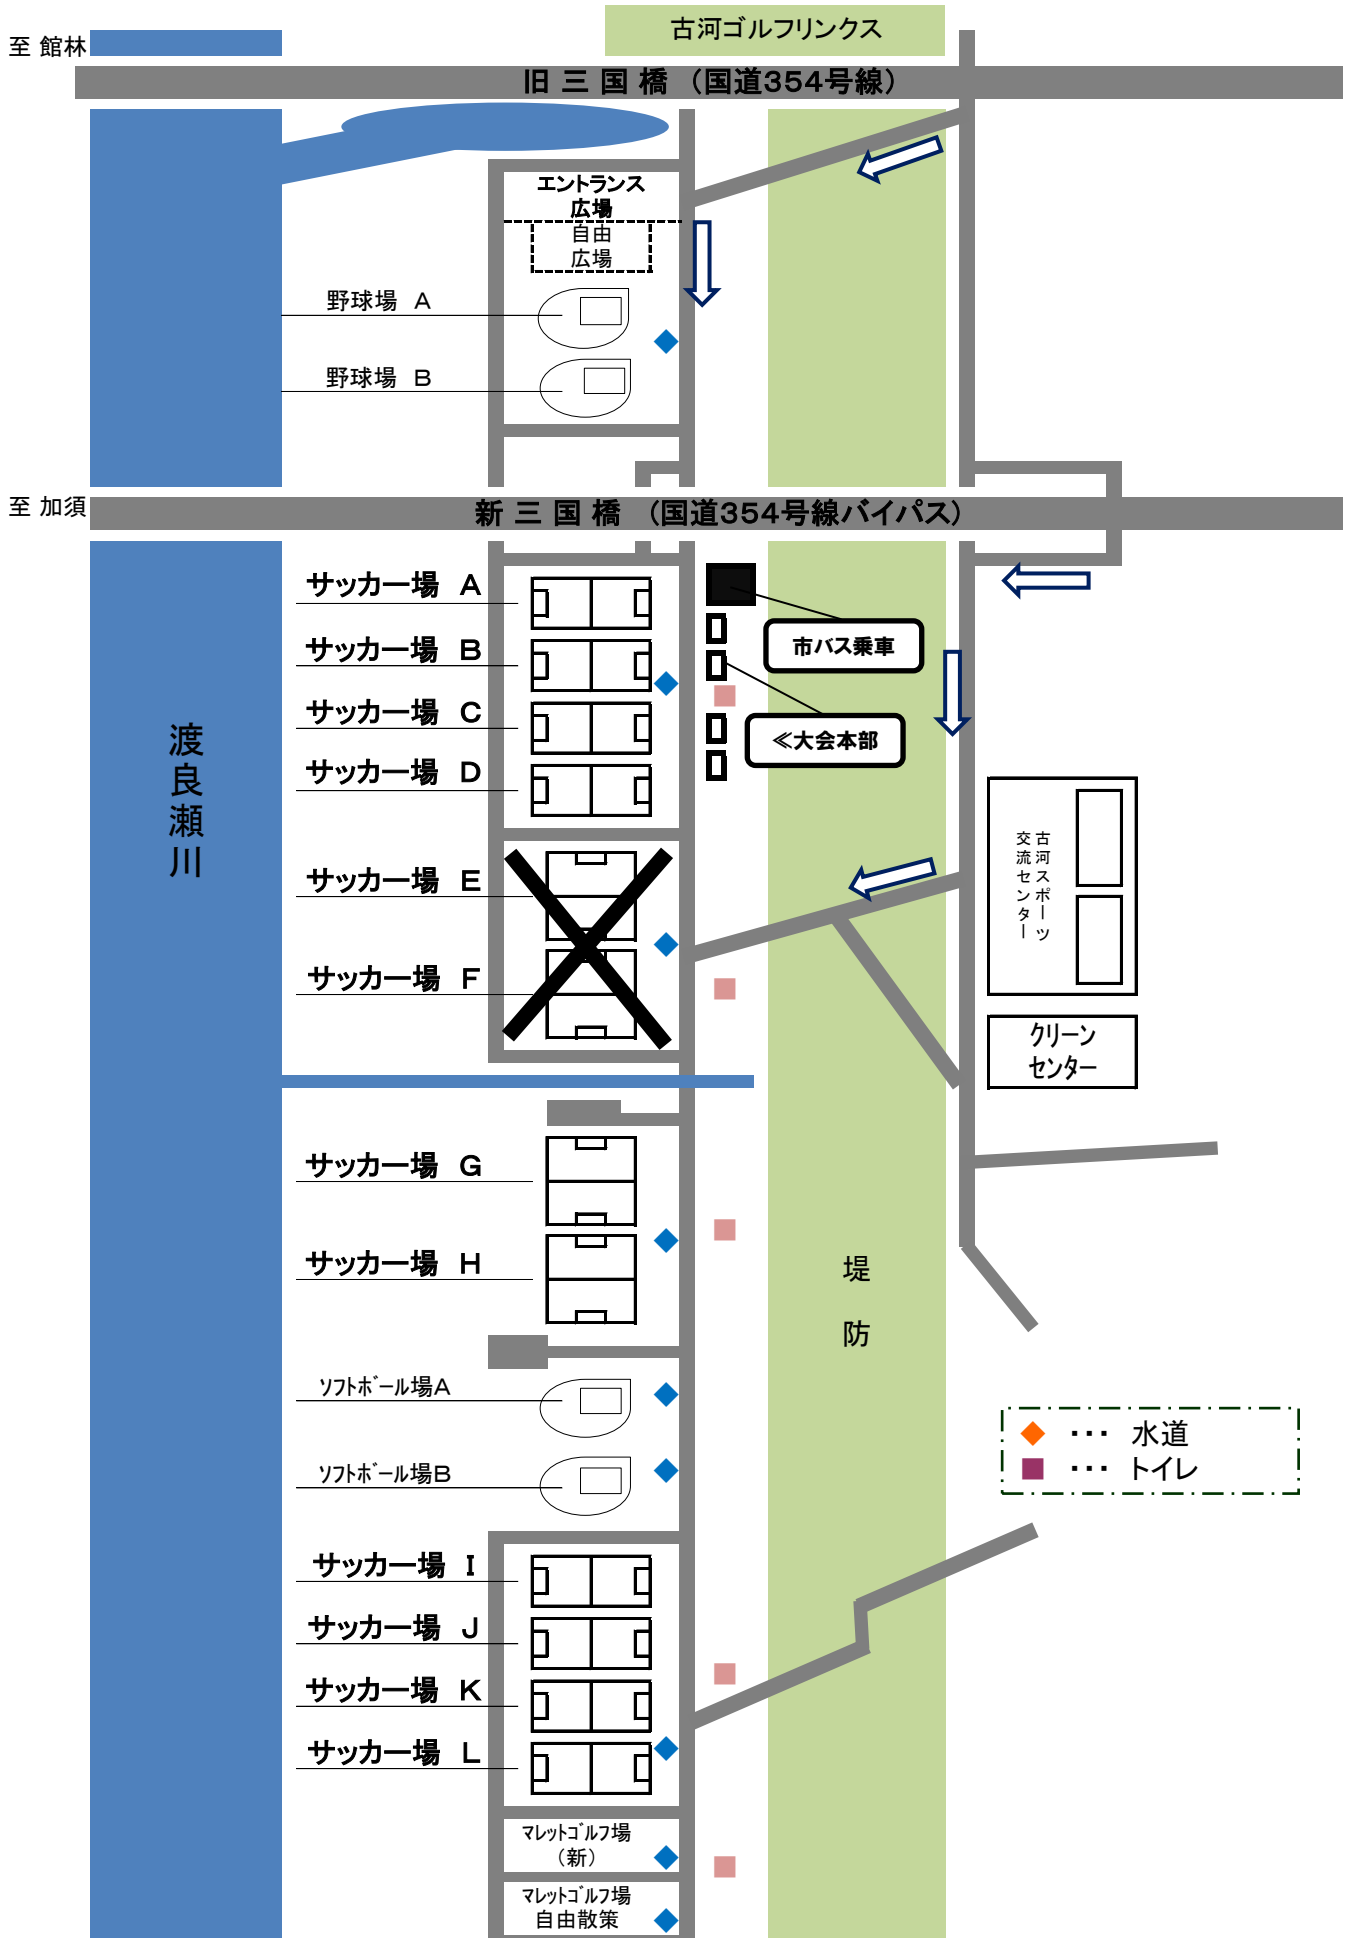 古河ゴルフリンクス
至 館林
旧 三 国 橋 （国道354号線）
エントランス
広場
自由
広場
野球場 A
野球場 B
至 加須
新 三 国 橋 （国道354号線バイパス）
サッカー場 A
サッカー場 B
サッカー場 C
サッカー場 D
市バス乗車
≪大会本部
渡良瀬川
サッカー場 E
サッカー場 F
古河スポーツ
交流センター
クリーン
センター
サッカー場 G
サッカー場 H
堤防
ｿﾌﾄﾎﾞｰﾙ場A
ｿﾌﾄﾎﾞｰﾙ場B
◆ ・・・ 水道
■ ・・・ トイレ
サッカー場 I
サッカー場 J
サッカー場 K
サッカー場 L
ﾏﾚｯﾄｺﾞﾙﾌ場
（新）
ﾏﾚｯﾄｺﾞﾙﾌ場
自由散策